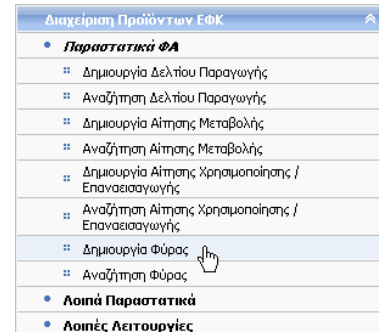 Διαχείριση Προϊόντων ΕΦΚ
Παραστατικά ΦΑ
Δημιουργία Δελτίου Παραγωγής
Αναζήτηση Δελτίου Παραγωγής
Δημιουργία Αίτησης Μεταβολής
Αναζήτηση Αίτησης Μεταβολής
Δημιουργία Αίτησης Χρησιμοποίησης /
Επαναεισαγωγής
Αναζήτηση Αίτησης Χρησιμοποίησης /
Επαναεισαγωγής
Δημιουργία Φύρας
Αναζήτηση Φύρας
Λοιπά Παραστατικά
Λοιπές Λειτουργίες